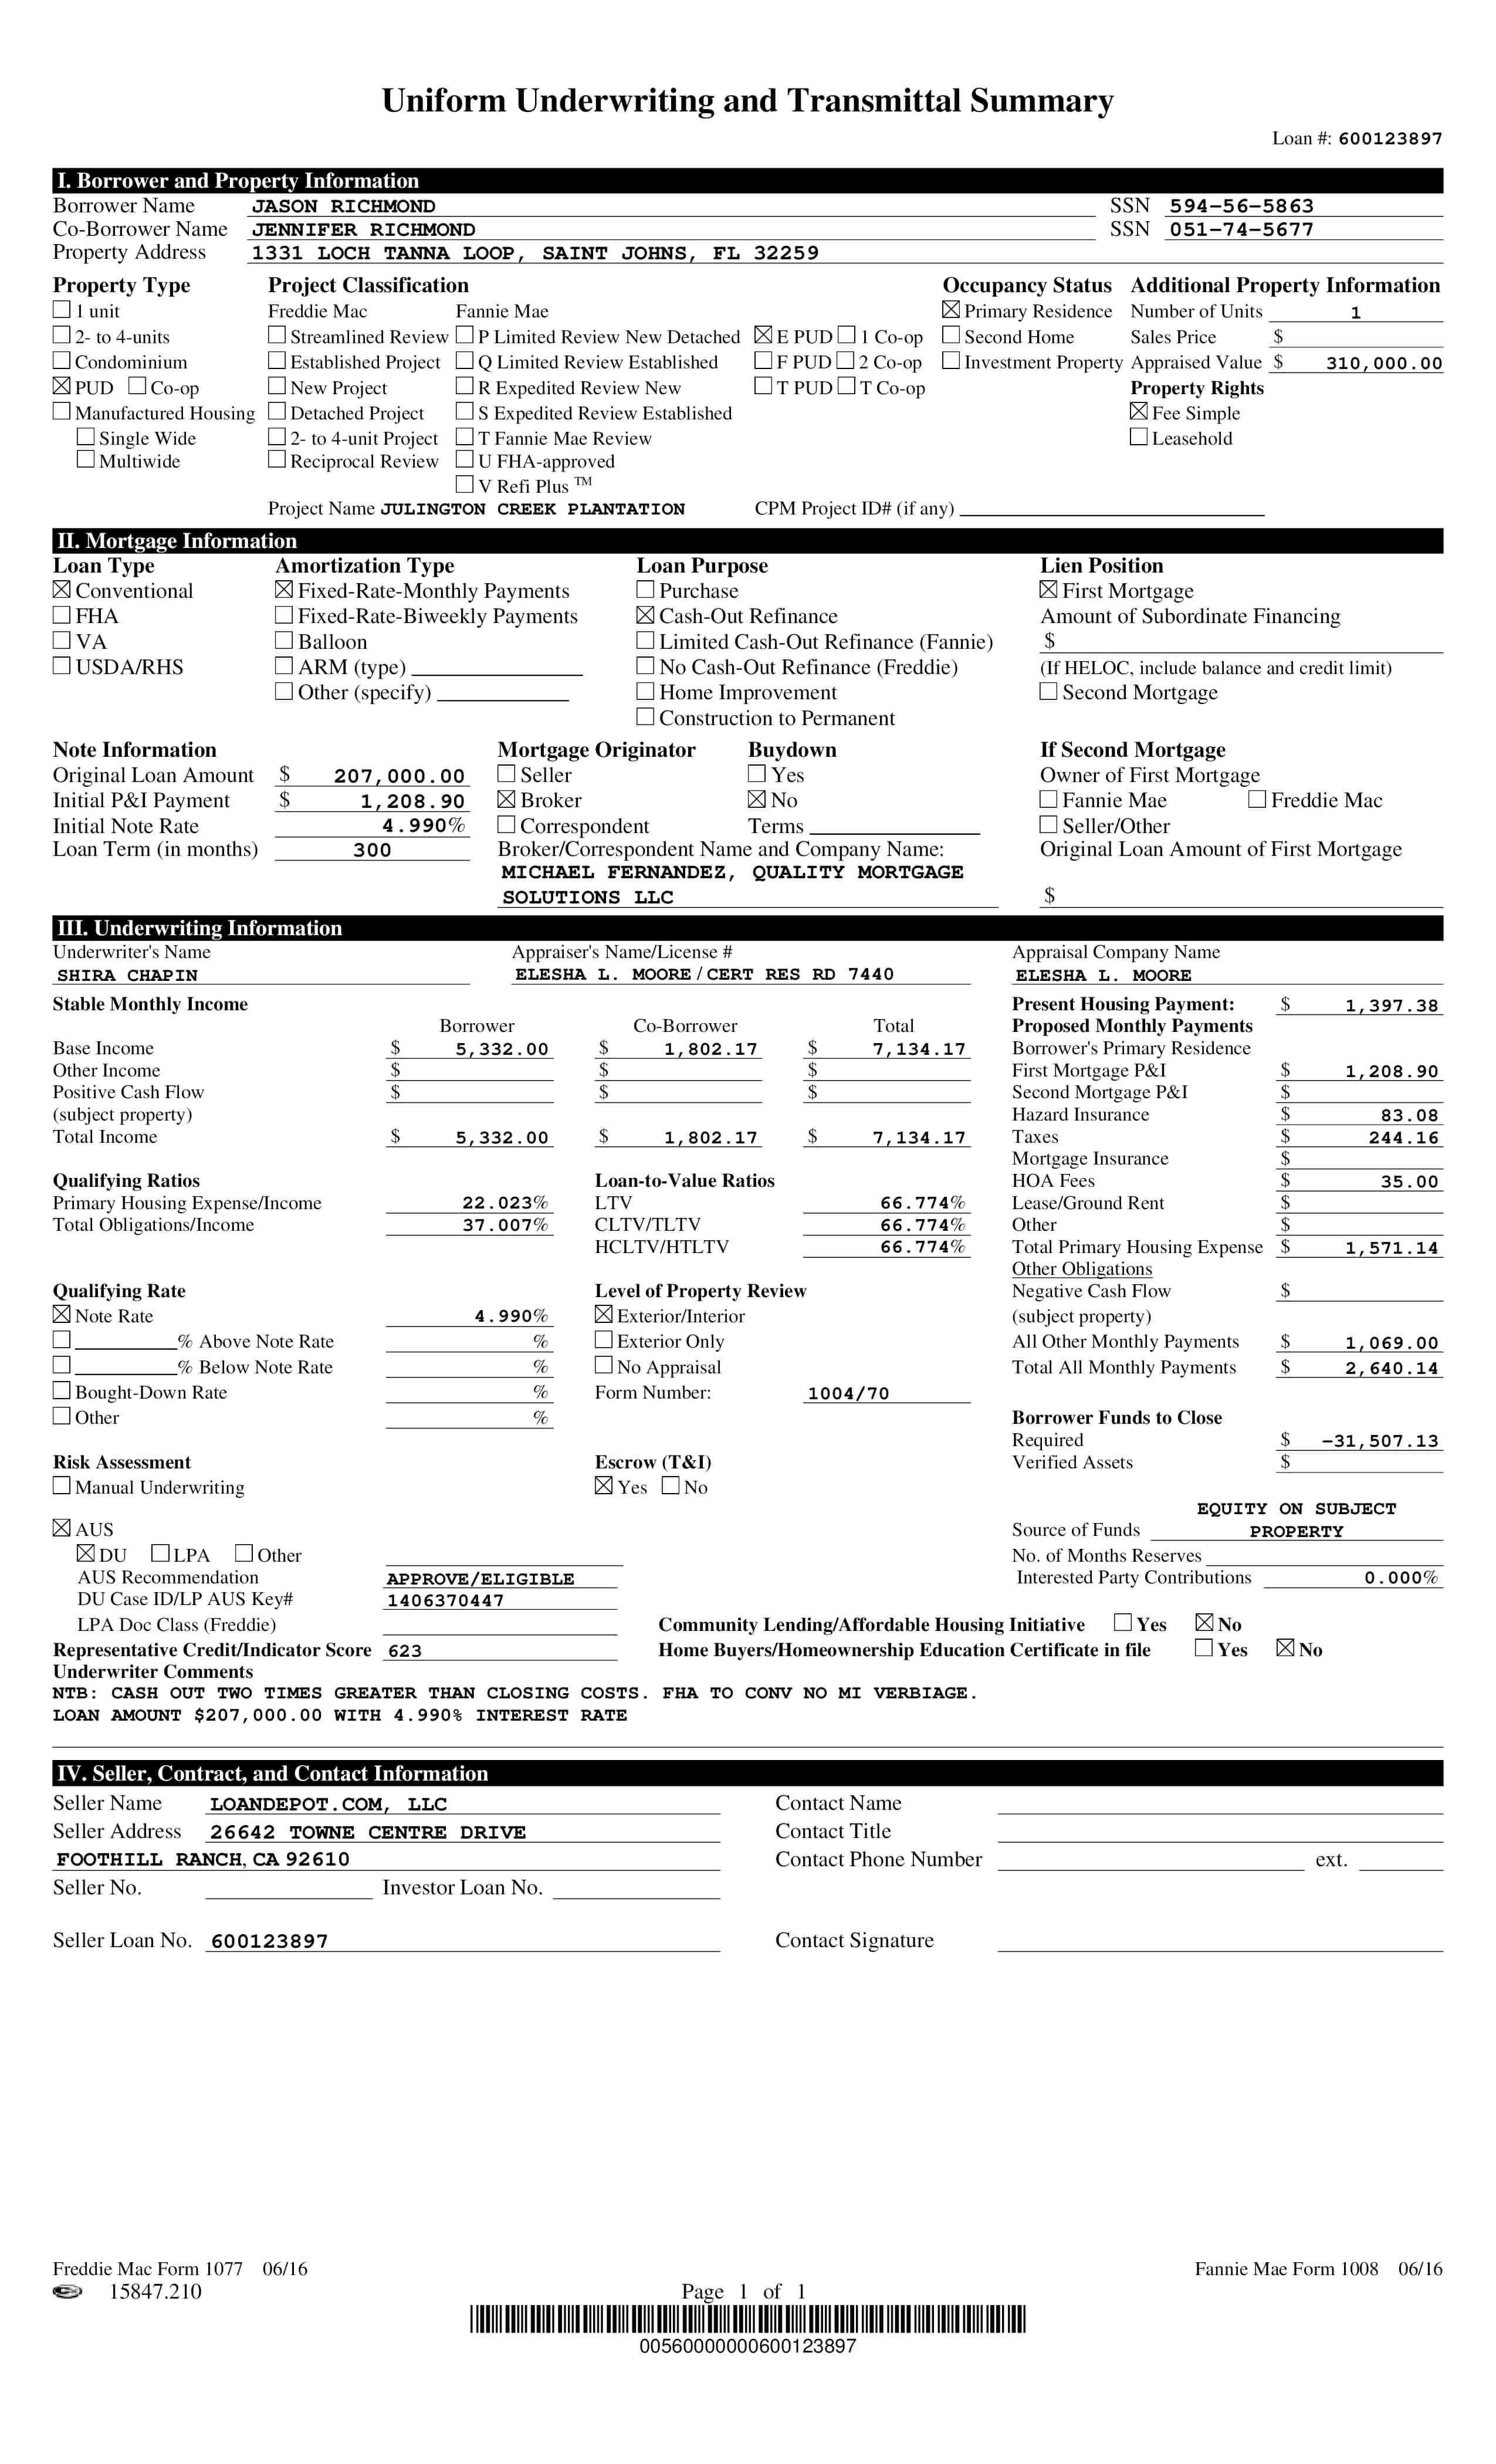 Uniform Underwriting and Transmittal Summary
Loan #: 600123897
I. Borrower and Property Information
Borrower Name JASON RICHMOND SSN 594-56-5863
Co-Borrower Name JENNIFER RICHMOND SSN 051-74-5677
Property Address 1331 LOCH TANNA LOOP, SAINT JOHNS, FL 32259
Property Type Project Classification Occupancy Status Additional Property Information
☐ 1 unit Freddie Mac Fannie Mae ☒ Primary Residence Number of Units 1
☐ 2- to 4-units ☐ Streamlined Review ☐ P Limited Review New Detached ☒ E PUD ☐ 1 Co-op ☐ Second Home Sales Price $
☐ Condominium ☐ Established Project ☐ Q Limited Review Established ☐ F PUD ☐ 2 Co-op ☐ Investment Property Appraised Value $ 310,000.00
☒ PUD ☐ Co-op ☐ New Project ☐ R Expedited Review New ☐ T PUD ☐ T Co-op Property Rights
☐ Manufactured Housing ☐ Detached Project ☐ S Expedited Review Established ☒ Fee Simple
☐ Single Wide ☐ 2- to 4-unit Project ☐ T Fannie Mae Review ☐ Leasehold
☐ Multiwide ☐ Reciprocal Review ☐ U FHA-approved
☐ V Refi Plus ™
Project Name JULINGTON CREEK PLANTATION CPM Project ID# (if any)
II. Mortgage Information
Loan Type Amortization Type Loan Purpose Lien Position
☒ Conventional ☒ Fixed-Rate-Monthly Payments ☐ Purchase ☒ First Mortgage
☐ FHA ☐ Fixed-Rate-Biweekly Payments ☒ Cash-Out Refinance Amount of Subordinate Financing
☐ VA ☐ Balloon ☐ Limited Cash-Out Refinance (Fannie) $
☐ USDA/RHS ☐ ARM (type) ☐ No Cash-Out Refinance (Freddie) (If HELOC, include balance and credit limit)
☐ Other (specify) ☐ Home Improvement ☐ Second Mortgage
☐ Construction to Permanent
Note Information Mortgage Originator Buydown If Second Mortgage
Original Loan Amount $ 207,000.00 ☐ Seller ☐ Yes Owner of First Mortgage
Initial P&I Payment $ 1,208.90 ☒ Broker ☒ No ☐ Fannie Mae ☐ Freddie Mac
Initial Note Rate 4.990% ☐ Correspondent Terms ☐ Seller/Other
Loan Term (in months) 300 Broker/Correspondent Name and Company Name: Original Loan Amount of First Mortgage
MICHAEL FERNANDEZ, QUALITY MORTGAGE
SOLUTIONS LLC $
III. Underwriting Information
Underwriter's Name Appraiser's Name/License # Appraisal Company Name
SHIRA CHAPIN ELESHA L. MOORE/CERT RES RD 7440 ELESHA L. MOORE
Stable Monthly Income Present Housing Payment: $ 1,397.38
Borrower Co-Borrower Total Proposed Monthly Payments
Base Income $ 5,332.00 $ 1,802.17 $ 7,134.17 Borrower's Primary Residence
Other Income $ $ $ First Mortgage P&I $ 1,208.90
Positive Cash Flow $ $ $ Second Mortgage P&I $
(subject property) Hazard Insurance $ 83.08
Total Income $ 5,332.00 $ 1,802.17 $ 7,134.17 Taxes $ 244.16
Mortgage Insurance $
Qualifying Ratios Loan-to-Value Ratios HOA Fees $ 35.00
Primary Housing Expense/Income 22.023% LTV 66.774% Lease/Ground Rent $
Total Obligations/Income 37.007% CLTV/TLTV 66.774% Other $
HCLTV/HTLTV 66.774% Total Primary Housing Expense $ 1,571.14
Other Obligations
Qualifying Rate Level of Property Review Negative Cash Flow $
☒ Note Rate 4.990% ☒ Exterior/Interior (subject property)
☐ % Above Note Rate % ☐ Exterior Only All Other Monthly Payments $ 1,069.00
☐ % Below Note Rate % ☐ No Appraisal Total All Monthly Payments $ 2,640.14
☐ Bought-Down Rate % Form Number: 1004/70
☐ Other % Borrower Funds to Close
Required $ -31,507.13
Risk Assessment Escrow (T&I) Verified Assets $
☐ Manual Underwriting ☒ Yes ☐ No
EQUITY ON SUBJECT
☒ AUS Source of Funds PROPERTY
☒ DU ☐ LPA ☐ Other No. of Months Reserves
AUS Recommendation APPROVE/ELIGIBLE Interested Party Contributions 0.000%
DU Case ID/LP AUS Key# 1406370447
LPA Doc Class (Freddie) Community Lending/Affordable Housing Initiative ☐ Yes ☒ No
Representative Credit/Indicator Score 623 Home Buyers/Homeownership Education Certificate in file ☐ Yes ☒ No
Underwriter Comments
NTB: CASH OUT TWO TIMES GREATER THAN CLOSING COSTS. FHA TO CONV NO MI VERBIAGE.
LOAN AMOUNT $207,000.00 WITH 4.990% INTEREST RATE
IV. Seller, Contract, and Contact Information
Seller Name LOANDEPOT.COM, LLC Contact Name
Seller Address 26642 TOWNE CENTRE DRIVE Contact Title
FOOTHILL RANCH, CA 92610 Contact Phone Number ext.
Seller No. Investor Loan No.
Seller Loan No. 600123897 Contact Signature
Freddie Mac Form 1077 06/16 Fannie Mae Form 1008 06/16
15847.210 Page 1 of 1
00560000000600123897